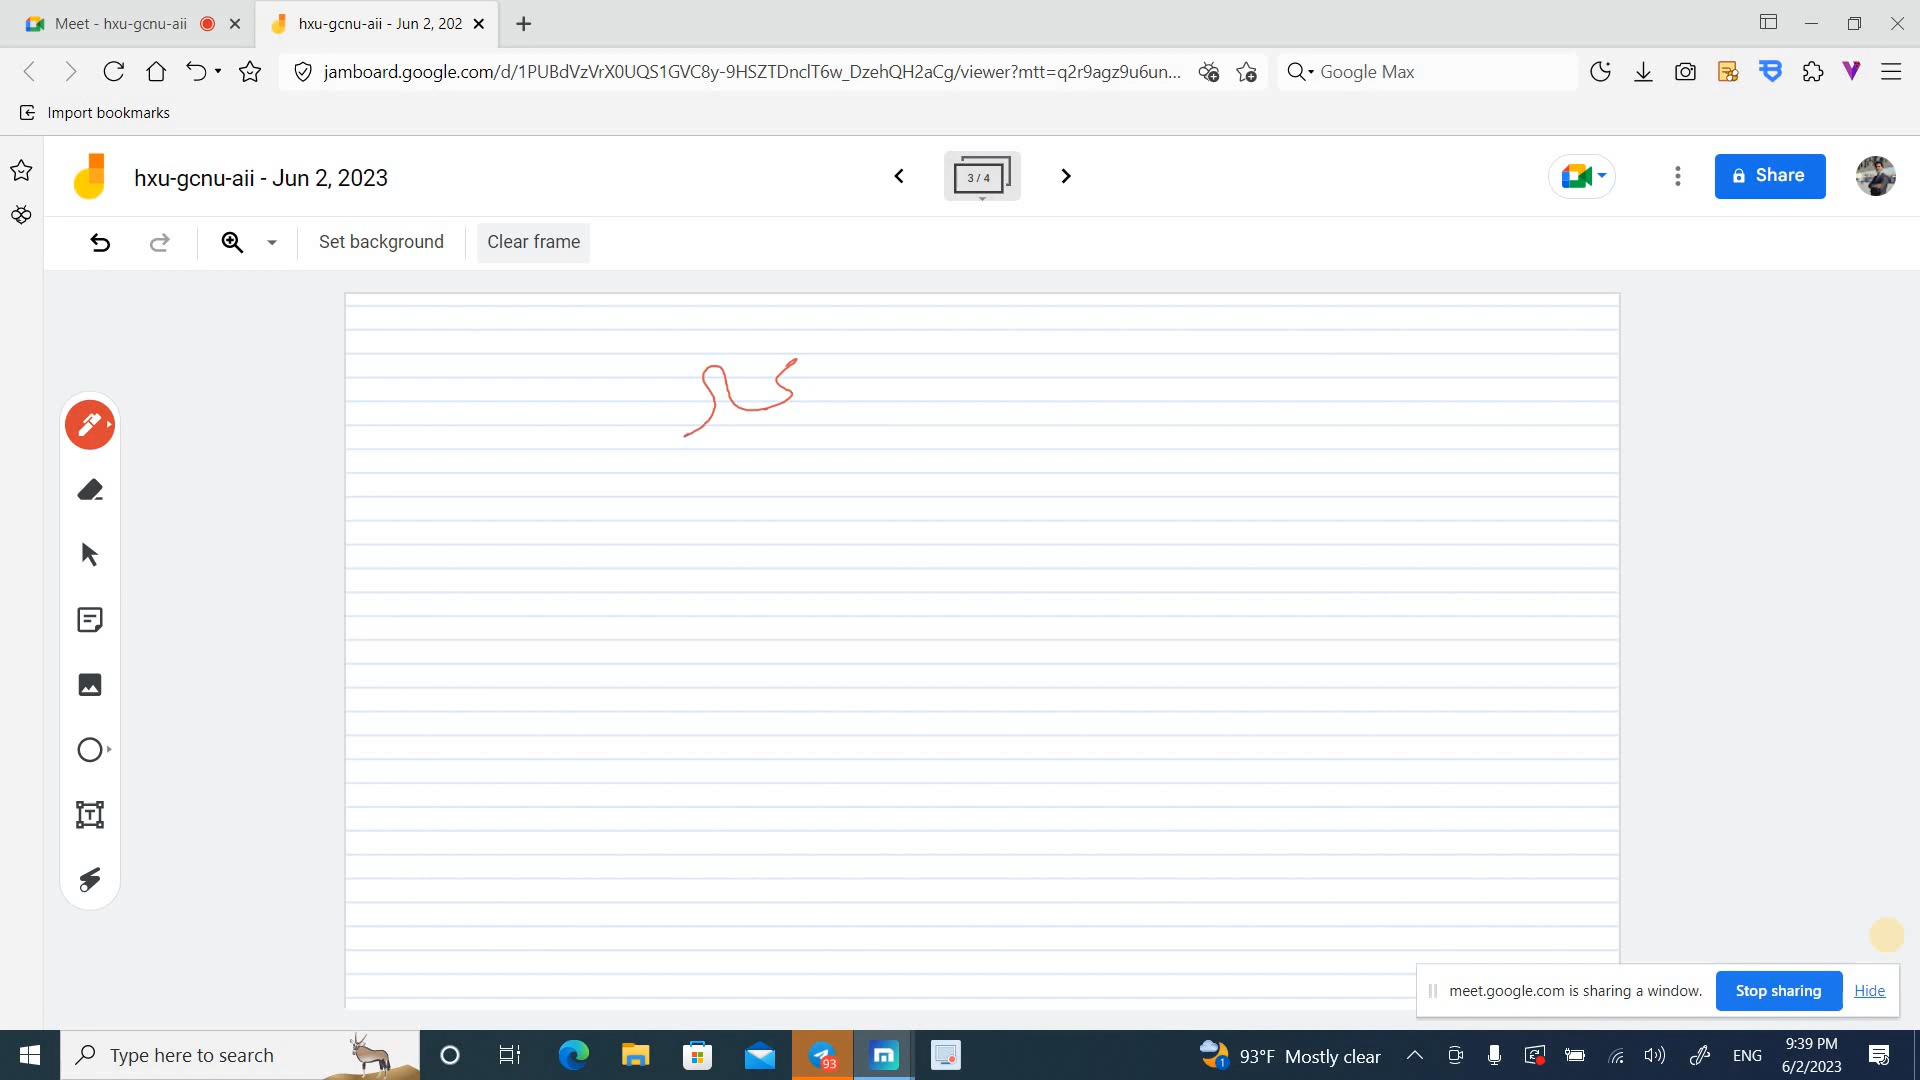 Meet - hxu-gcnu-aii
hxu-gcnu-aii - Jun 2, 202
jamboard.google.com/d/1PUBdVzVrX0UQS1GVC8y-9HSZTDnclT6w_DzehQH2aCg/viewer?mtt=q2r9agz9u6un...
Google Max
Import bookmarks
hxu-gcnu-aii - Jun 2, 2023
3 / 4
Share
Set background
Clear frame
meet.google.com is sharing a window.
Stop sharing
Hide
Type here to search
93
1
93°F Mostly clear
ENG
9:39 PM
6/2/2023